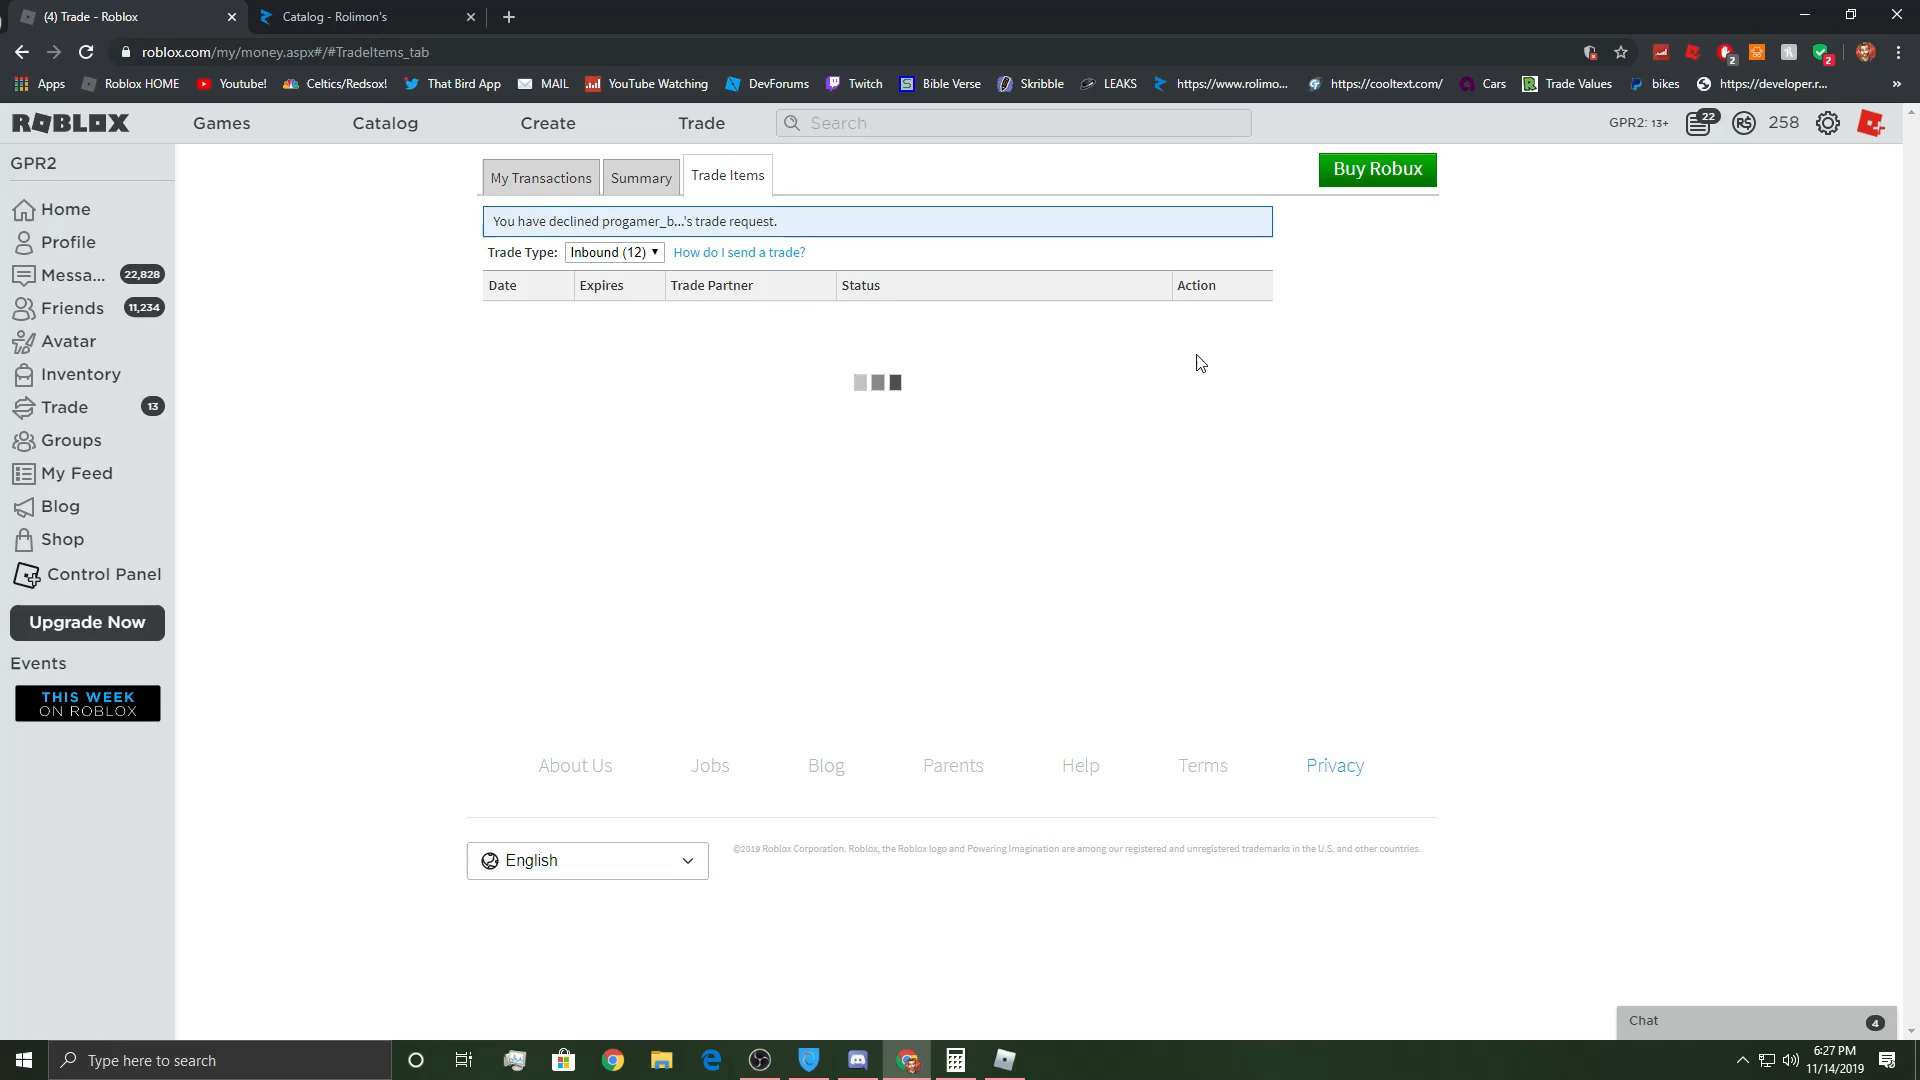 (4) Trade - Roblox
Catalog - Rolimon's
roblox.com/my/money.aspx#/#TradeItems_tab
2
2
Apps
Roblox HOME
Youtube!
Celtics/Redsox!
That Bird App
MAIL
YouTube Watching
DevForums
Twitch
Bible Verse
Skribble
LEAKS
https://www.rolimo...
https://cooltext.com/
Cars
Trade Values
bikes
https://developer.r...
ROBLOX
Games
Catalog
Create
Trade
Search
GPR2: 13+
22
258
GPR2
Home
Profile
Messa... 22,828
Friends 11,234
Avatar
Inventory
Trade 13
Groups
My Feed
Blog
Shop
Control Panel
Upgrade Now
Events
THIS WEEK
ON ROBLOX
My Transactions
Summary
Trade Items
Buy Robux
You have declined progamer_b...'s trade request.
Trade Type: Inbound (12) How do I send a trade?
Date Expires Trade Partner Status Action
About Us Jobs Blog Parents Help Terms Privacy
English
©2019 Roblox Corporation. Roblox, the Roblox logo and Powering Imagination are among our registered and unregistered trademarks in the U.S. and other countries.
Chat 4
Type here to search
6:27 PM
11/14/2019